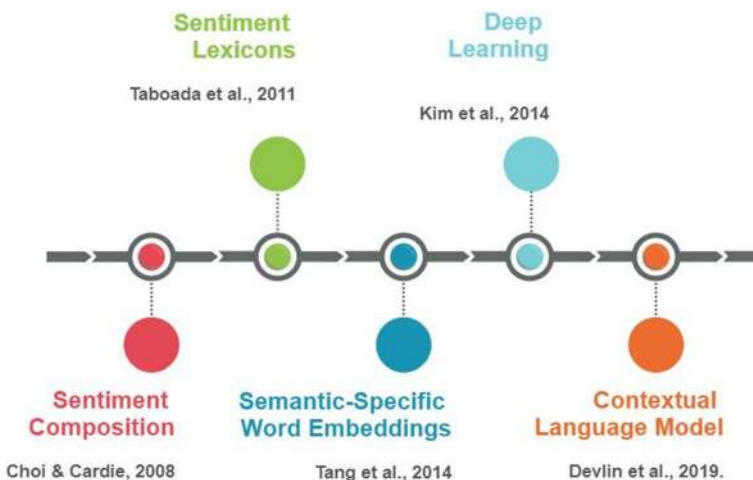 Sentiment
Lexicons
Taboada et al., 2011
Deep
Learning
Kim et al., 2014
Sentiment
Composition
Choi & Cardie, 2008
Semantic-Specific
Word Embeddings
Tang et al., 2014
Contextual
Language Model
Devlin et al., 2019.